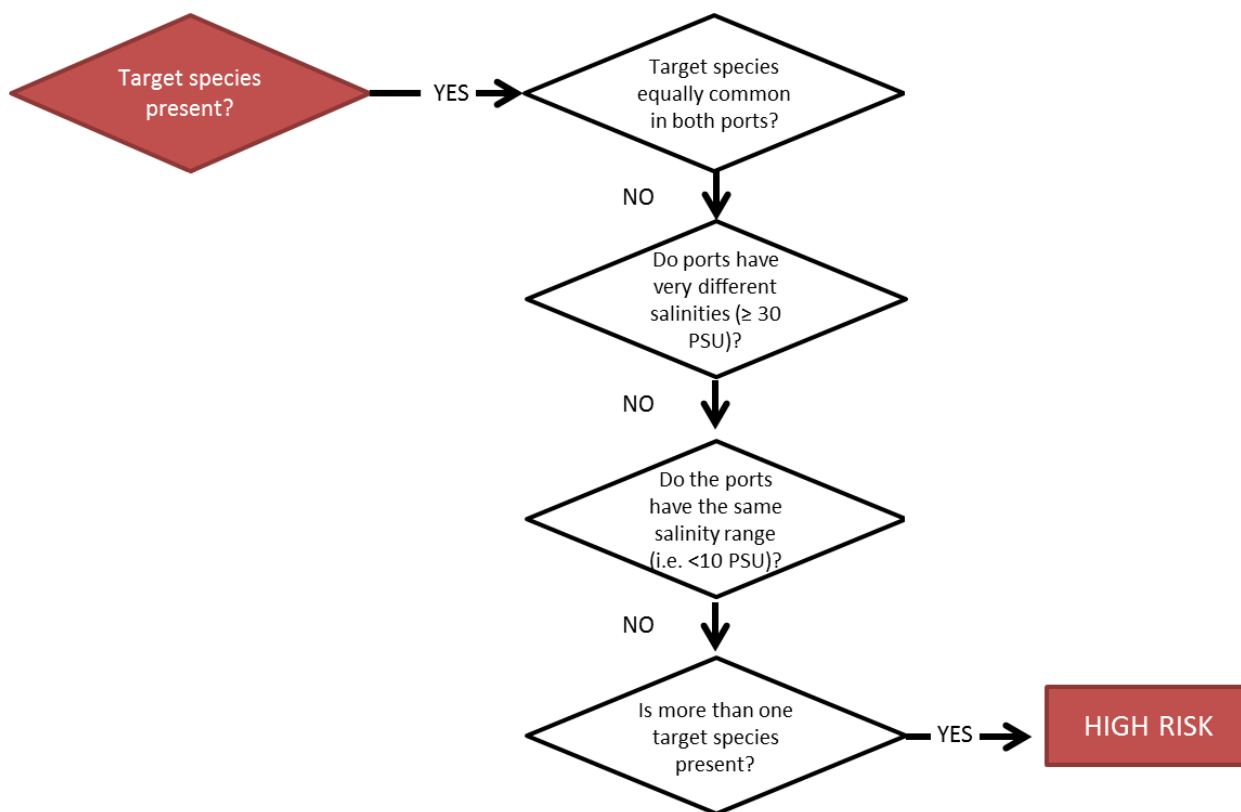 Target species
present?
YES
Target species
equally common
in both ports?
NO
Do ports have
very different
salinities (≥ 30
PSU)?
NO
Do the ports
have the same
salinity range
(i.e. <10 PSU)?
NO
Is more than one
target species
present?
YES
HIGH RISK